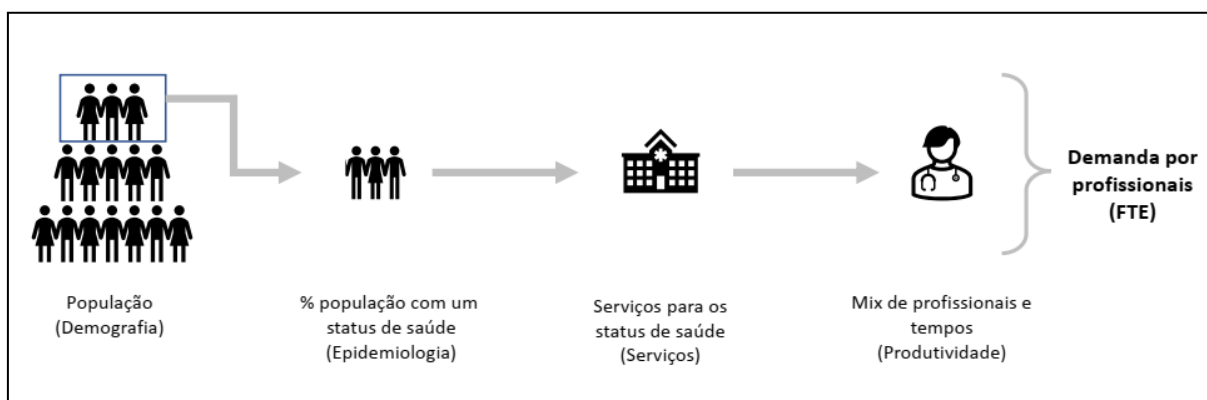 População
(Demografia)
% população com um
status de saúde
(Epidemiologia)
Serviços para os
status de saúde
(Serviços)
Mix de profissionais e
tempos
(Produtividade)
Demanda por
profissionais
(FTE)